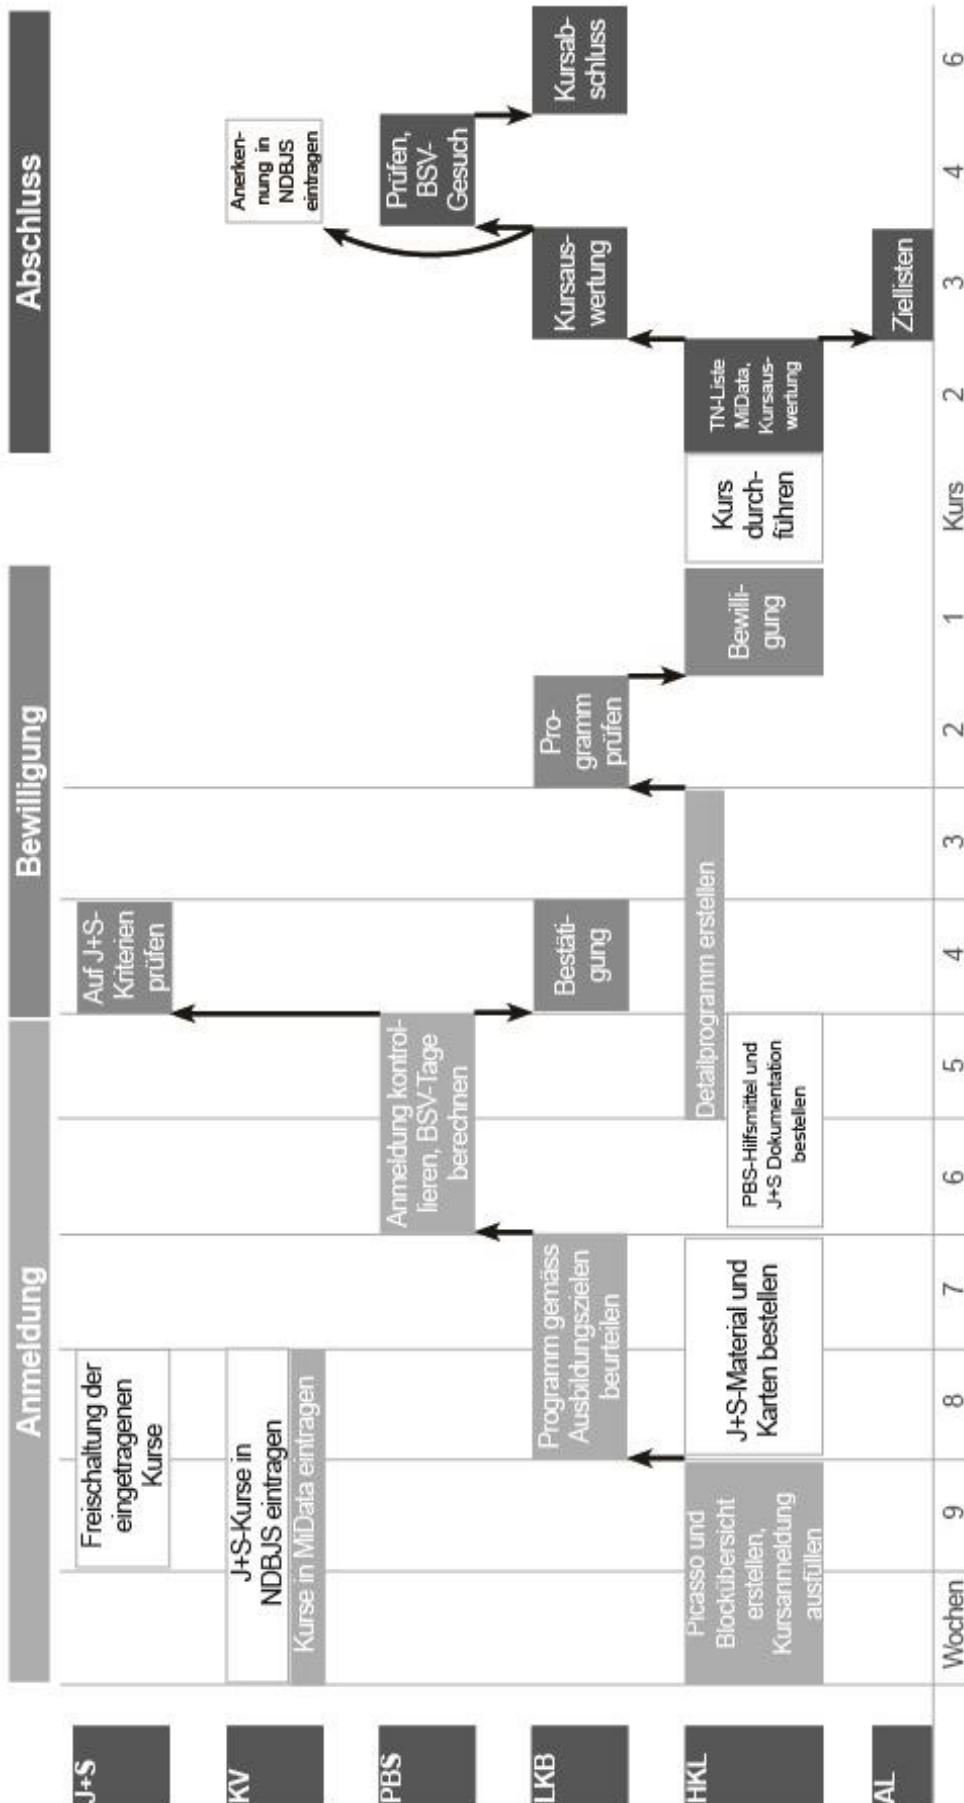 Anmeldung
Bewilligung
Abschluss
J+S
Freischaltung der
eingetragenen
Kurse
Auf J+S-
Kriterien
prüfen
KV
J+S-Kurse in
NDBJS eintragen
Kurse in MiData eintragen
Anerken-
nung in
NDBJS
eintragen
PBS
Anmeldung kontrol-
lieren, BSV-Tage
berechnen
Prüfen,
BSV-
Gesuch
LKB
Programm gemäss
Ausbildungszielen
beurteilen
Bestäti-
gung
Pro-
gramm
prüfen
Kursaus-
wertung
Kursab-
schluss
HKL
Picasso und
Blockübersicht
erstellen,
Kursanmeldung
ausfüllen
J+S-Material und
Karten bestellen
PBS-Hilfsmittel und
J+S Dokumentation
bestellen
Detailprogramm erstellen
Bewilli-
gung
Kurs
durch-
führen
TN-Liste
MiData,
Kursaus-
wertung
AL
Ziellisten
Wochen 9 8 7 6 5 4 3 2 1 Kurs 2 3 4 6